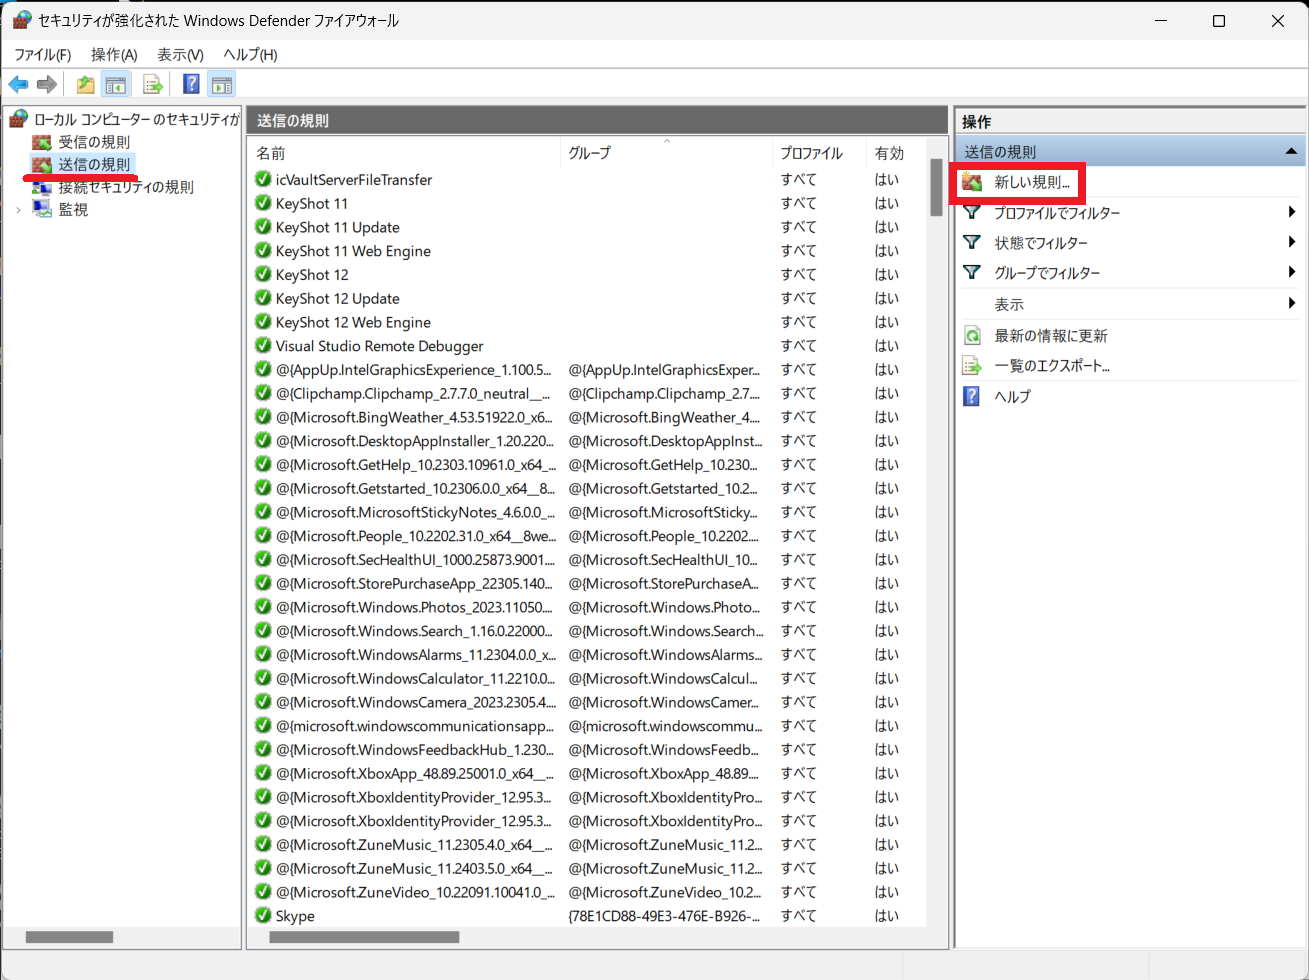 セキュリティが強化された Windows Defender ファイアウォール
ファイル(F) 操作(A) 表示(V) ヘルプ(H)
ローカル コンピューター のセキュリティが
受信の規則
送信の規則
接続セキュリティの規則
監視
送信の規則
名前 グループ プロファイル 有効
icVaultServerFileTransfer すべて はい
KeyShot 11 すべて はい
KeyShot 11 Update すべて はい
KeyShot 11 Web Engine すべて はい
KeyShot 12 すべて はい
KeyShot 12 Update すべて はい
KeyShot 12 Web Engine すべて はい
Visual Studio Remote Debugger すべて はい
@{AppUp.IntelGraphicsExperience_1.100.5... @{AppUp.IntelGraphicsExper... すべて はい
@{Clipchamp.Clipchamp_2.7.7.0_neutral__... @{Clipchamp.Clipchamp_2.7.... すべて はい
@{Microsoft.BingWeather_4.53.51922.0_x6... @{Microsoft.BingWeather_4.... すべて はい
@{Microsoft.DesktopAppInstaller_1.20.220... @{Microsoft.DesktopAppInst... すべて はい
@{Microsoft.GetHelp_10.2303.10961.0_x64_... @{Microsoft.GetHelp_10.230... すべて はい
@{Microsoft.Getstarted_10.2306.0.0_x64__8... @{Microsoft.Getstarted_10.2... すべて はい
@{Microsoft.MicrosoftStickyNotes_4.6.0.0_... @{Microsoft.MicrosoftSticky... すべて はい
@{Microsoft.People_10.2202.31.0_x64__8we... @{Microsoft.People_10.2202.... すべて はい
@{Microsoft.SecHealthUI_1000.25873.9001.... @{Microsoft.SecHealthUI_10... すべて はい
@{Microsoft.StorePurchaseApp_22305.140... @{Microsoft.StorePurchaseA... すべて はい
@{Microsoft.Windows.Photos_2023.11050.... @{Microsoft.Windows.Photo... すべて はい
@{Microsoft.Windows.Search_1.16.0.22000... @{Microsoft.Windows.Search... すべて はい
@{Microsoft.WindowsAlarms_11.2304.0.0_x... @{Microsoft.WindowsAlarms... すべて はい
@{Microsoft.WindowsCalculator_11.2210.0... @{Microsoft.WindowsCalcul... すべて はい
@{Microsoft.WindowsCamera_2023.2305.4.... @{Microsoft.WindowsCamer... すべて はい
@{microsoft.windowscommunicationsapp... @{microsoft.windowscommu... すべて はい
@{Microsoft.WindowsFeedbackHub_1.230... @{Microsoft.WindowsFeedb... すべて はい
@{Microsoft.XboxApp_48.89.25001.0_x64__... @{Microsoft.XboxApp_48.89.... すべて はい
@{Microsoft.XboxIdentityProvider_12.95.3... @{Microsoft.XboxIdentityPro... すべて はい
@{Microsoft.XboxIdentityProvider_12.95.3... @{Microsoft.XboxIdentityPro... すべて はい
@{Microsoft.ZuneMusic_11.2305.4.0_x64__... @{Microsoft.ZuneMusic_11.2... すべて はい
@{Microsoft.ZuneMusic_11.2403.5.0_x64__... @{Microsoft.ZuneMusic_11.2... すべて はい
@{Microsoft.ZuneVideo_10.22091.10041.0_... @{Microsoft.ZuneVideo_10.2... すべて はい
Skype {78E1CD88-49E3-476E-B926-... すべて はい
操作
送信の規則
新しい規則...
プロファイルでフィルター
状態でフィルター
グループでフィルター
表示
最新の情報に更新
一覧のエクスポート...
ヘルプ